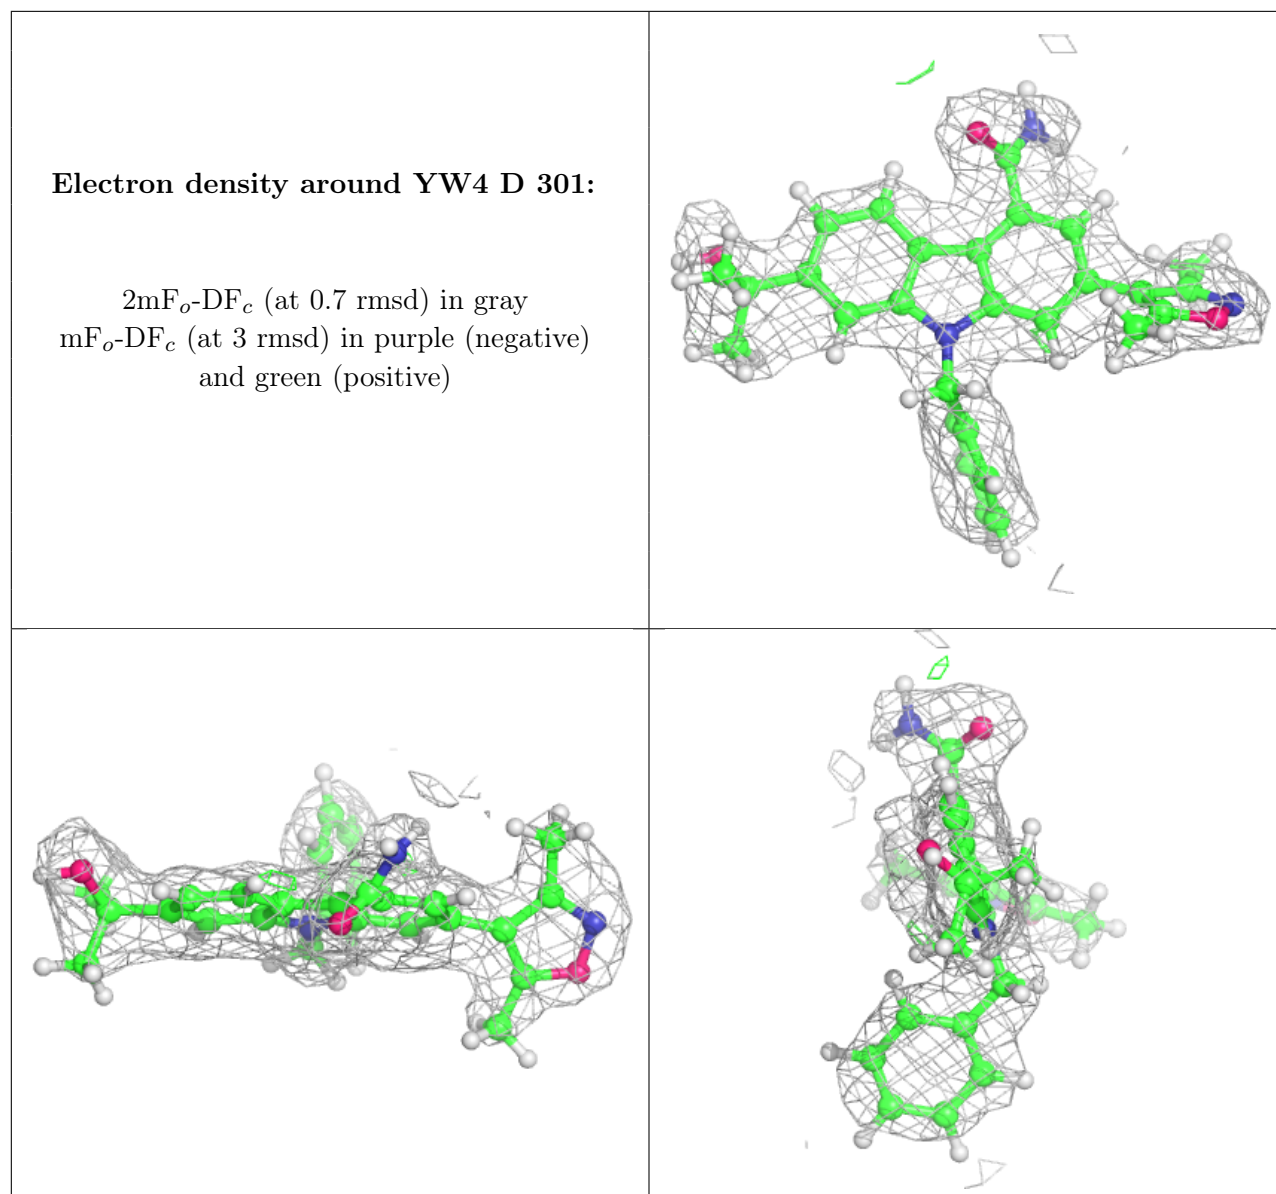 Electron density around YW4 D 301:
2mFo-DFc (at 0.7 rmsd) in gray
mFo-DFc (at 3 rmsd) in purple (negative)
and green (positive)